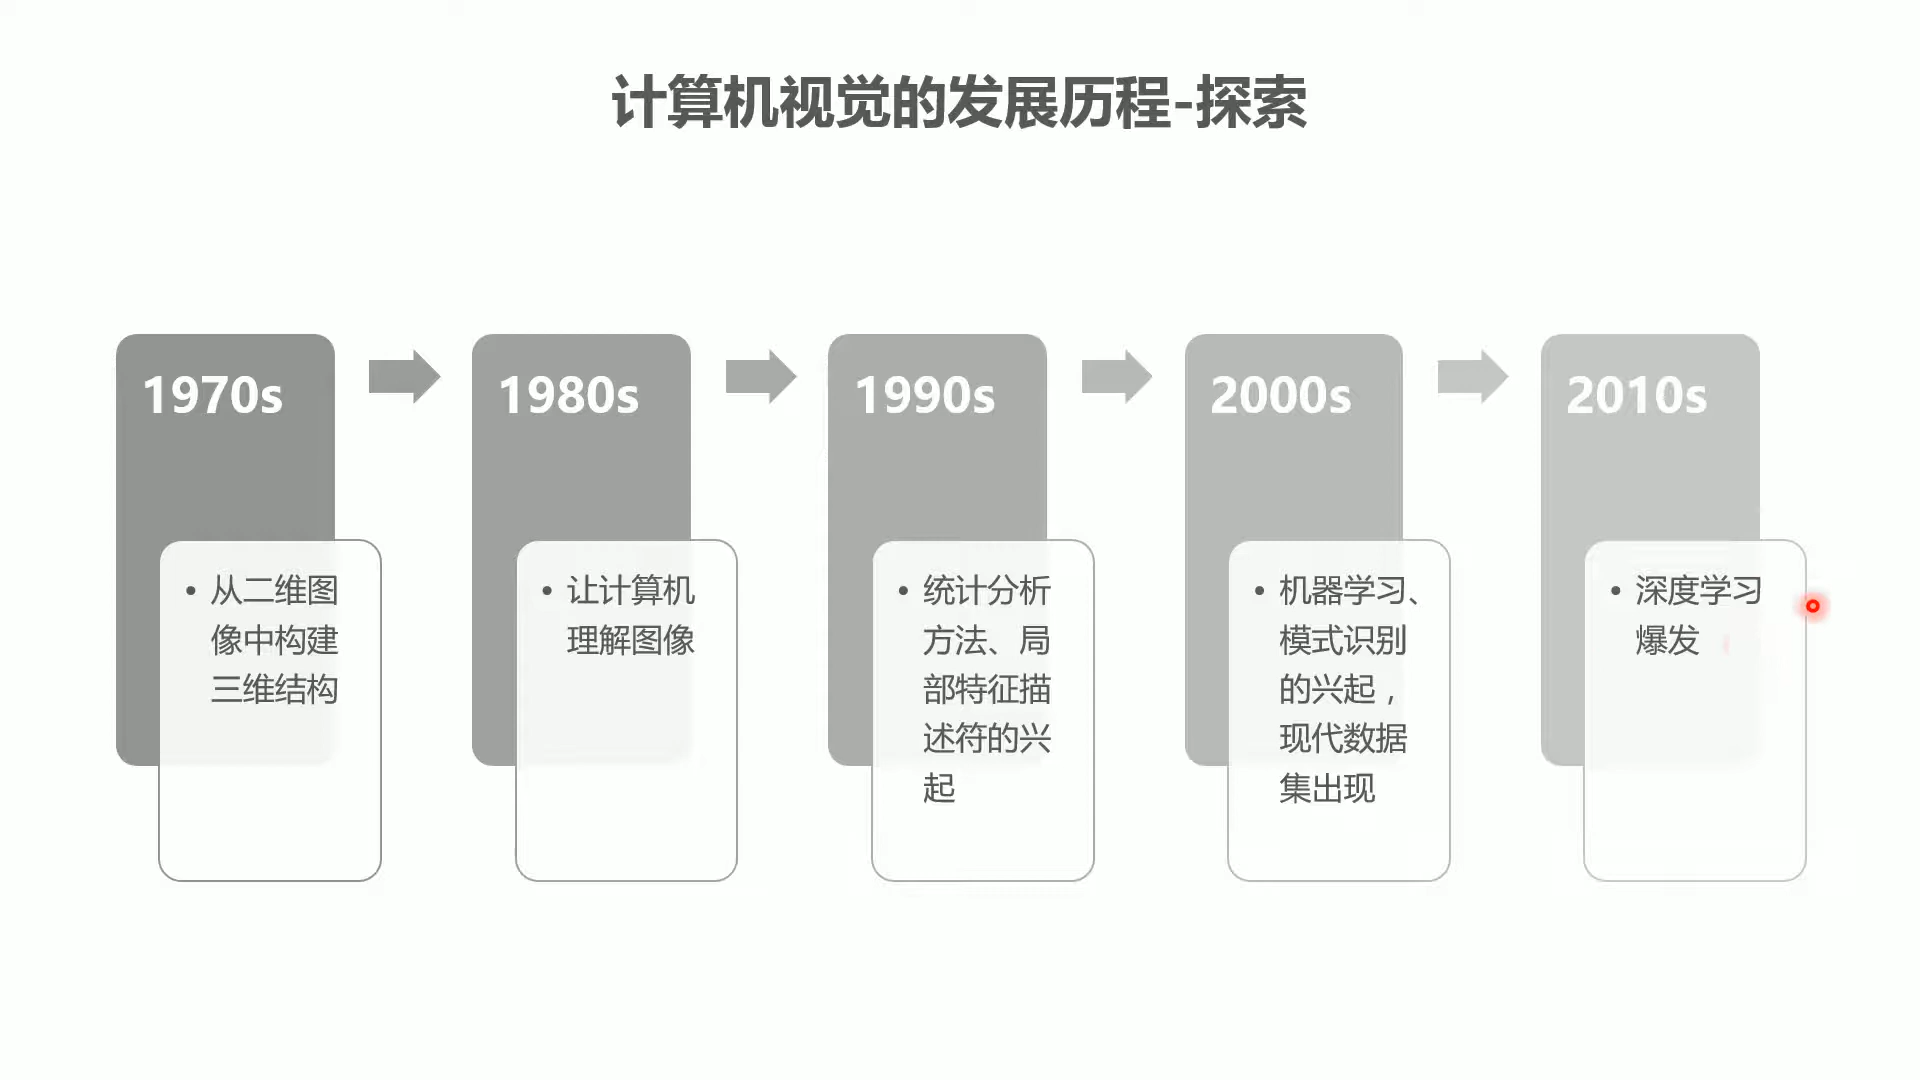 计算机视觉的发展历程-探索
1970s
• 从二维图
像中构建
三维结构
1980s
• 让计算机
理解图像
1990s
• 统计分析
方法、局
部特征描
述符的兴
起
2000s
• 机器学习、
模式识别
的兴起，
现代数据
集出现
2010s
• 深度学习
爆发